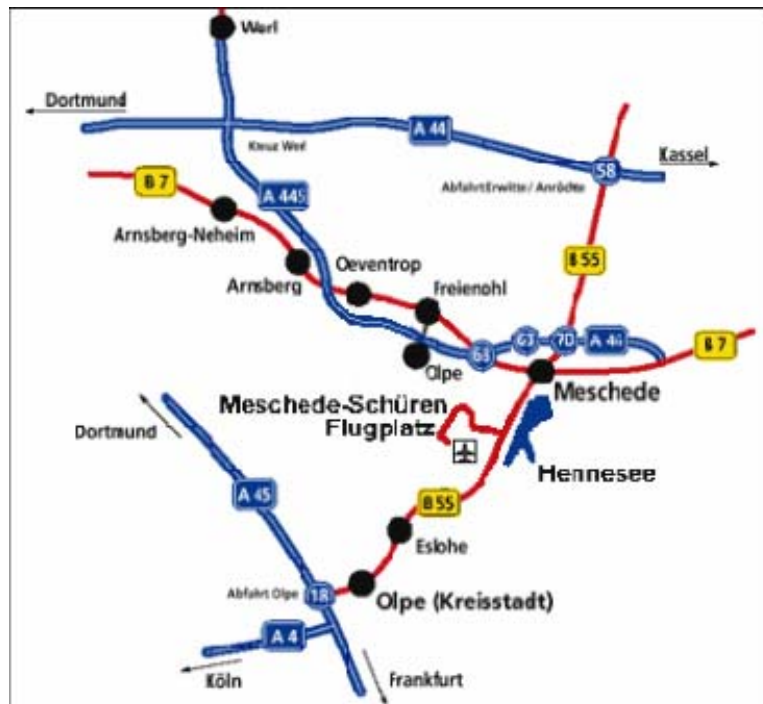 Werl
Dortmund
A 44
Kreuz Werl
Kassel
58
Abfahrt Erwitte / Anröchte
B 7
A 445
Arnsberg-Neheim
Oeventrop
B 55
Arnsberg
Freienohl
68
63
70
A 46
B 7
Olpe
Meschede
Meschede-Schüren
Flugplatz
Dortmund
Hennesee
A 45
B 55
Eslohe
Abfahrt Olpe
18
Olpe (Kreisstadt)
A 4
Köln
Frankfurt